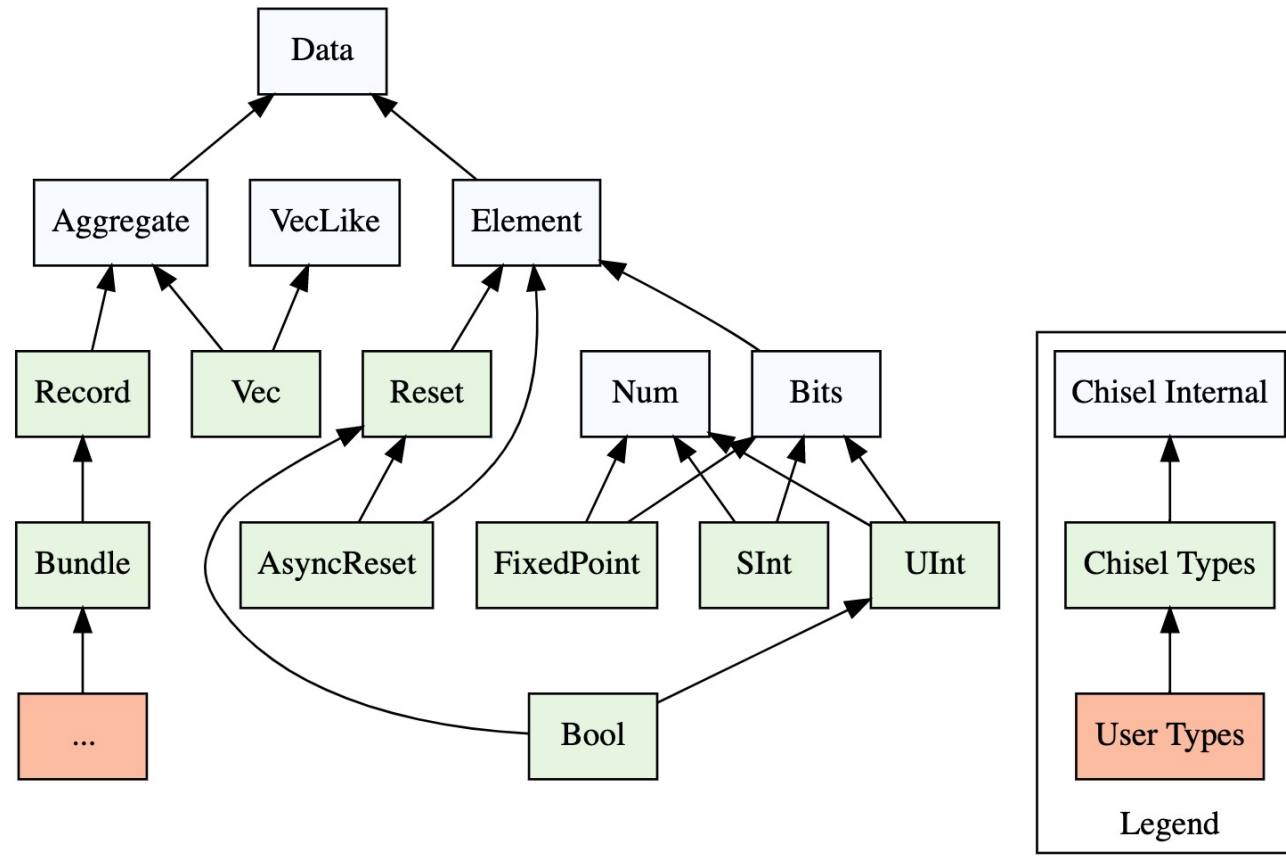 Data
Aggregate
VecLike
Element
Record
Vec
Reset
Num
Bits
Chisel Internal
Bundle
AsyncReset
FixedPoint
SInt
UInt
Chisel Types
...
Bool
User Types
Legend